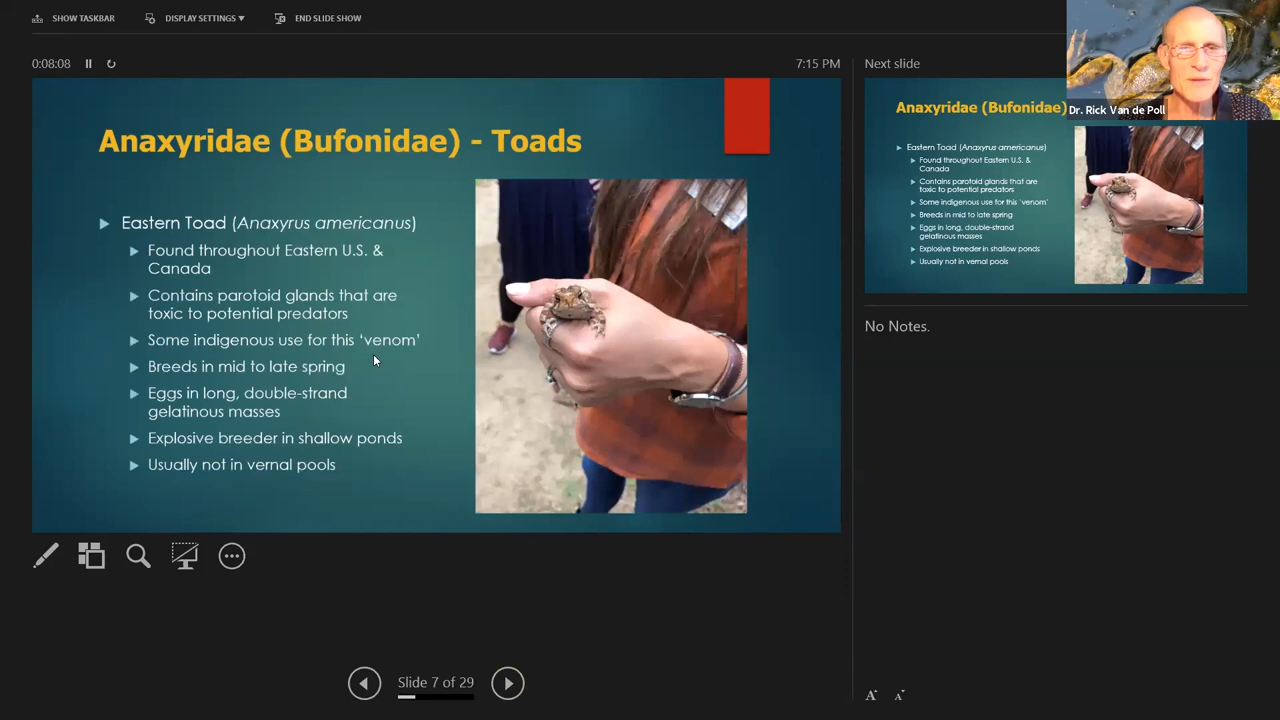 SHOW TASKBAR
DISPLAY SETTINGS ▼
END SLIDE SHOW
0:08:08
7:15 PM
Anaxyridae (Bufonidae) - Toads
Eastern Toad (Anaxyrus americanus)
Found throughout Eastern U.S. &
Canada
Contains parotoid glands that are
toxic to potential predators
Some indigenous use for this ‘venom’
Breeds in mid to late spring
Eggs in long, double-strand
gelatinous masses
Explosive breeder in shallow ponds
Usually not in vernal pools
Slide 7 of 29
Next slide
Dr. Rick Van de Poll
Anaxyridae (Bufonidae)
Eastern Toad (Anaxyrus americanus)
Found throughout Eastern U.S. &
Canada
Contains parotoid glands that are
toxic to potential predators
Some indigenous use for this ‘venom’
Breeds in mid to late spring
Eggs in long, double-strand
gelatinous masses
Explosive breeder in shallow ponds
Usually not in vernal pools
No Notes.
A A